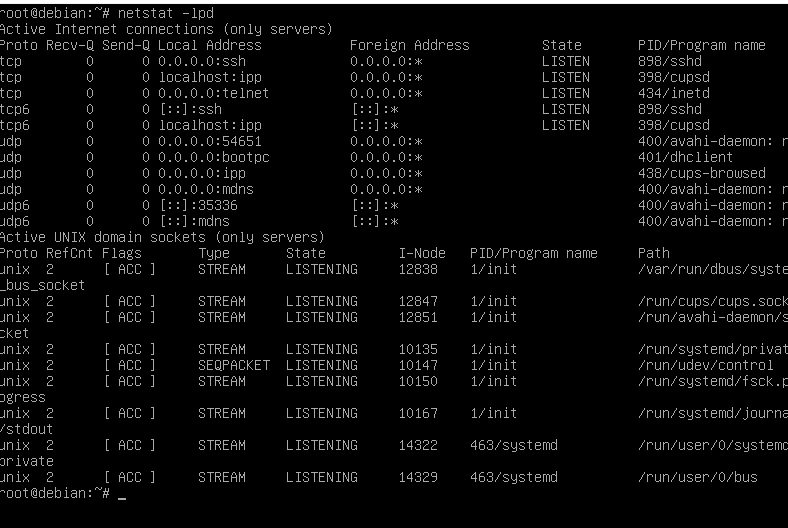 root@debian:~# netstat -lpd
Active Internet connections (only servers)
Proto Recv-Q Send-Q Local Address           Foreign Address         State       PID/Program name
tcp        0      0 0.0.0.0:ssh             0.0.0.0:*               LISTEN      898/sshd
tcp        0      0 localhost:ipp           0.0.0.0:*               LISTEN      398/cupsd
tcp        0      0 0.0.0.0:telnet          0.0.0.0:*               LISTEN      434/inetd
tcp6       0      0 [::]:ssh                [::]:*                  LISTEN      898/sshd
tcp6       0      0 localhost:ipp           [::]:*                  LISTEN      398/cupsd
udp        0      0 0.0.0.0:54651           0.0.0.0:*                           400/avahi-daemon: r
udp        0      0 0.0.0.0:bootpc          0.0.0.0:*                           401/dhclient
udp        0      0 0.0.0.0:ipp             0.0.0.0:*                           438/cups-browsed
udp        0      0 0.0.0.0:mdns            0.0.0.0:*                           400/avahi-daemon: r
udp6       0      0 [::]:35336              [::]:*                              400/avahi-daemon: r
udp6       0      0 [::]:mdns               [::]:*                              400/avahi-daemon: r
Active UNIX domain sockets (only servers)
Proto RefCnt Flags       Type       State         I-Node   PID/Program name     Path
unix  2      [ ACC ]     STREAM     LISTENING     12838    1/init               /var/run/dbus/syste
_bus_socket
unix  2      [ ACC ]     STREAM     LISTENING     12847    1/init               /run/cups/cups.sock
unix  2      [ ACC ]     STREAM     LISTENING     12851    1/init               /run/avahi-daemon/s
cket
unix  2      [ ACC ]     STREAM     LISTENING     10135    1/init               /run/systemd/privat
unix  2      [ ACC ]     SEQPACKET  LISTENING     10147    1/init               /run/udev/control
unix  2      [ ACC ]     STREAM     LISTENING     10150    1/init               /run/systemd/fsck.p
ogress
unix  2      [ ACC ]     STREAM     LISTENING     10167    1/init               /run/systemd/journa
/stdout
unix  2      [ ACC ]     STREAM     LISTENING     14322    463/systemd          /run/user/0/systemd
private
unix  2      [ ACC ]     STREAM     LISTENING     14329    463/systemd          /run/user/0/bus
root@debian:~# _